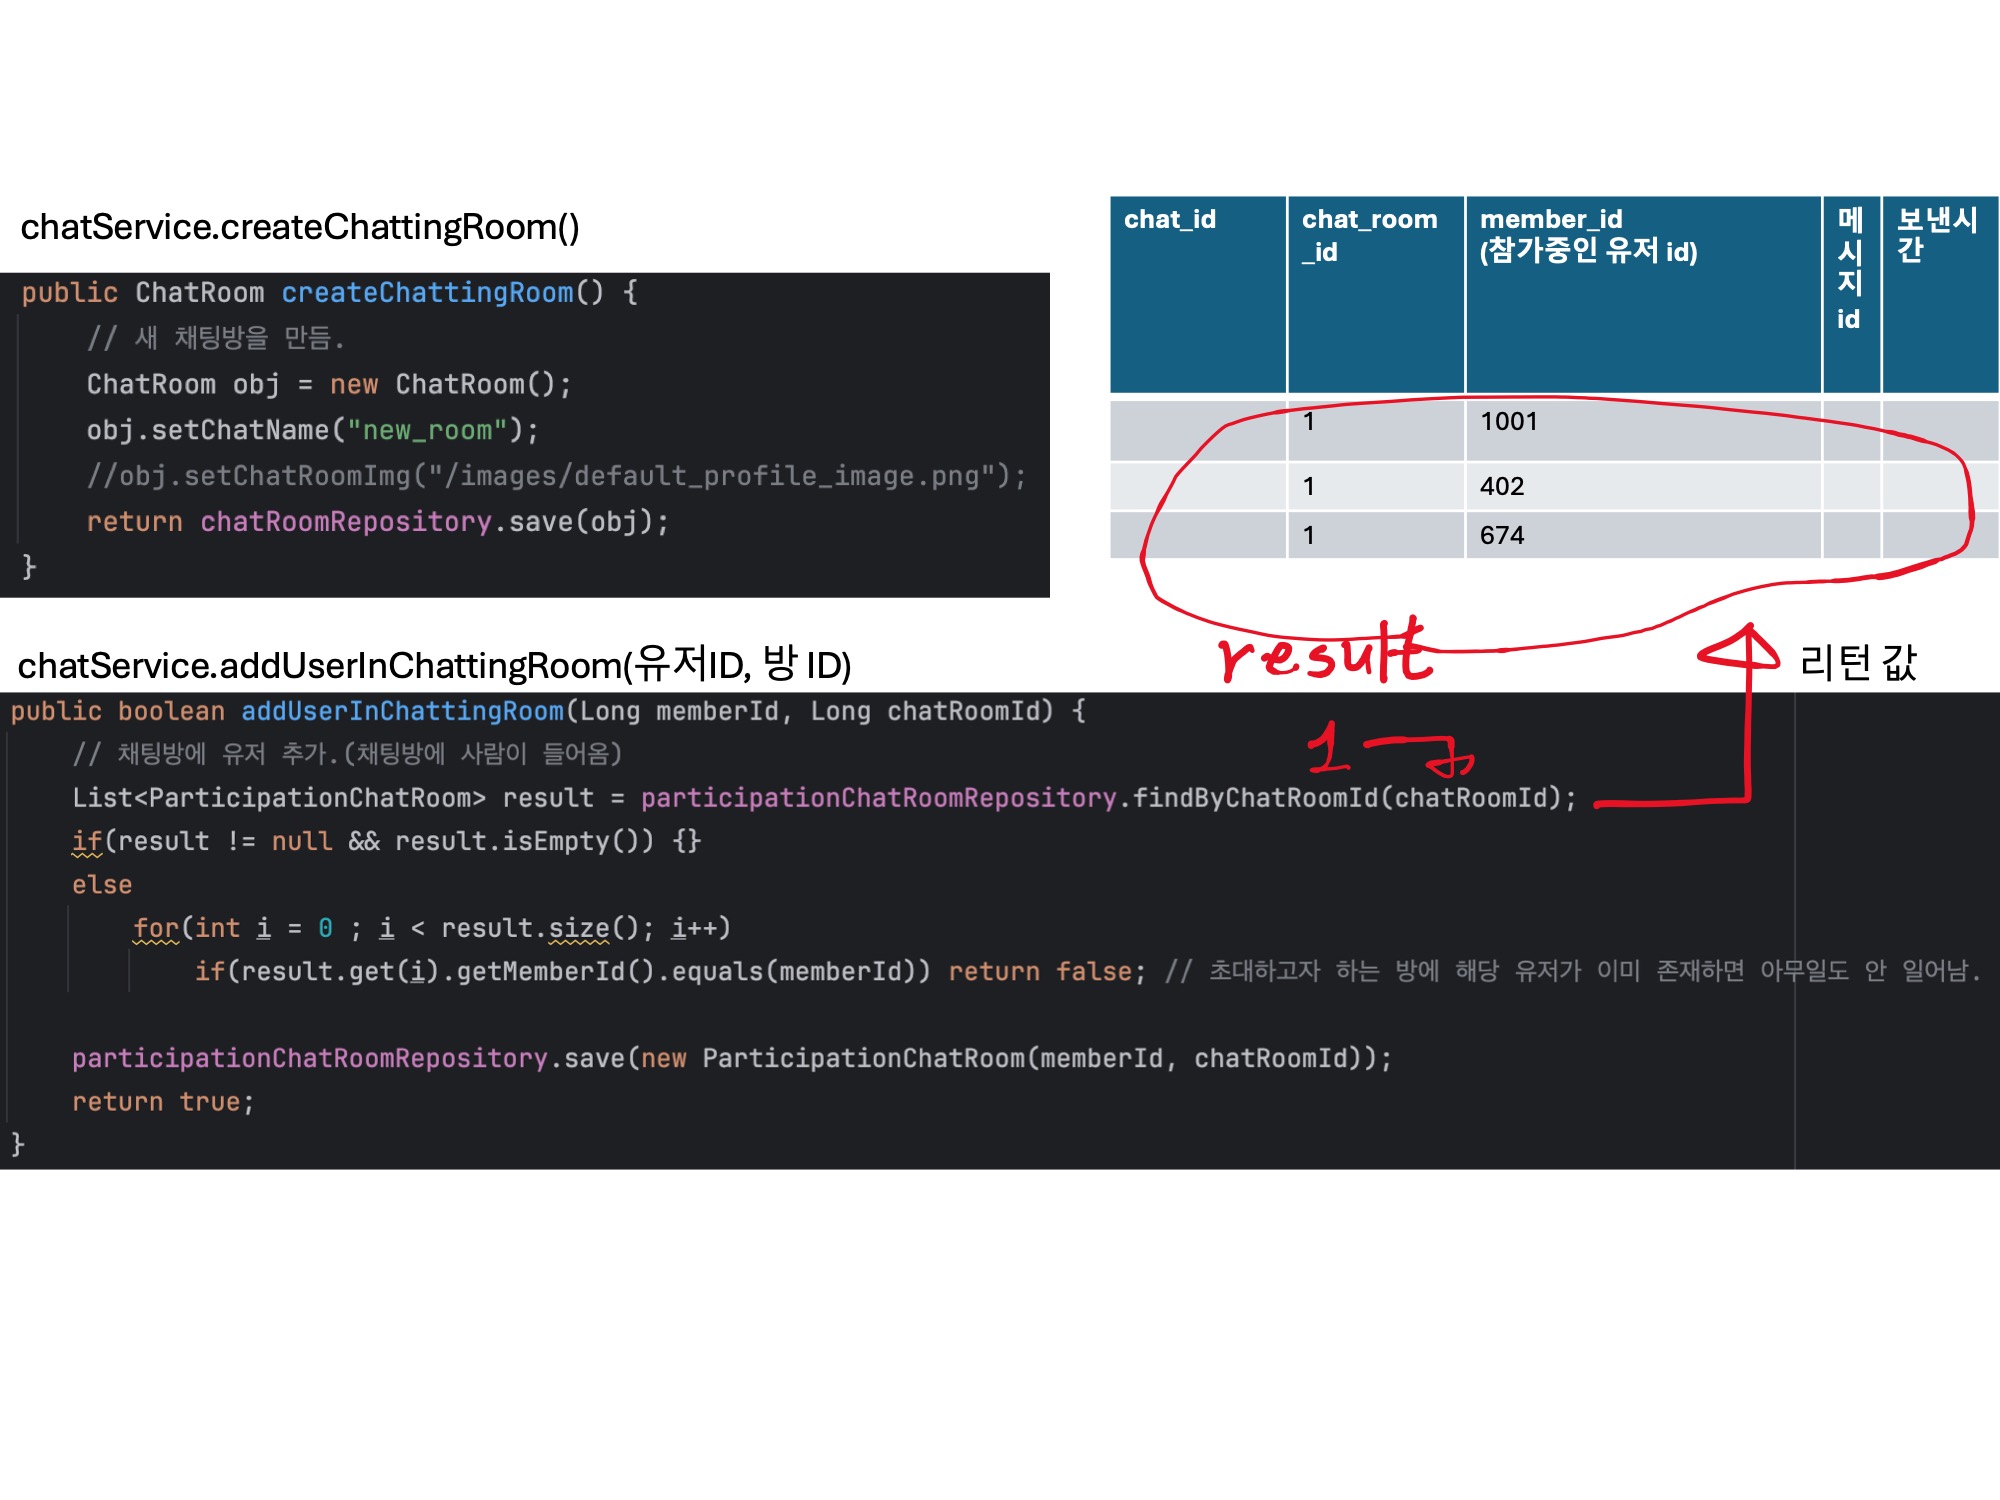 chatService.createChattingRoom()
public ChatRoom createChattingRoom() {
// 새 채팅방을 만듬.
ChatRoom obj = new ChatRoom();
obj.setChatName("new_room");
//obj.setChatRoomImg("/images/default_profile_image.png");
return chatRoomRepository.save(obj);
}
chat_id
chat_room
_id
member_id
(참가중인 유저 id)
메
시
지
id
보낸시
간
1 1001
1 402
1 674
result
리턴 값
chatService.addUserInChattingRoom(유저ID, 방 ID)
public boolean addUserInChattingRoom(Long memberId, Long chatRoomId) {
// 채팅방에 유저 추가.(채팅방에 사람이 들어옴)
List<ParticipationChatRoom> result = participationChatRoomRepository.findByChatRoomId(chatRoomId);
if(result != null && result.isEmpty()) {}
else
for(int i = 0 ; i < result.size(); i++)
if(result.get(i).getMemberId().equals(memberId)) return false; // 초대하고자 하는 방에 해당 유저가 이미 존재하면 아무일도 안 일어남.
participationChatRoomRepository.save(new ParticipationChatRoom(memberId, chatRoomId));
return true;
}
1